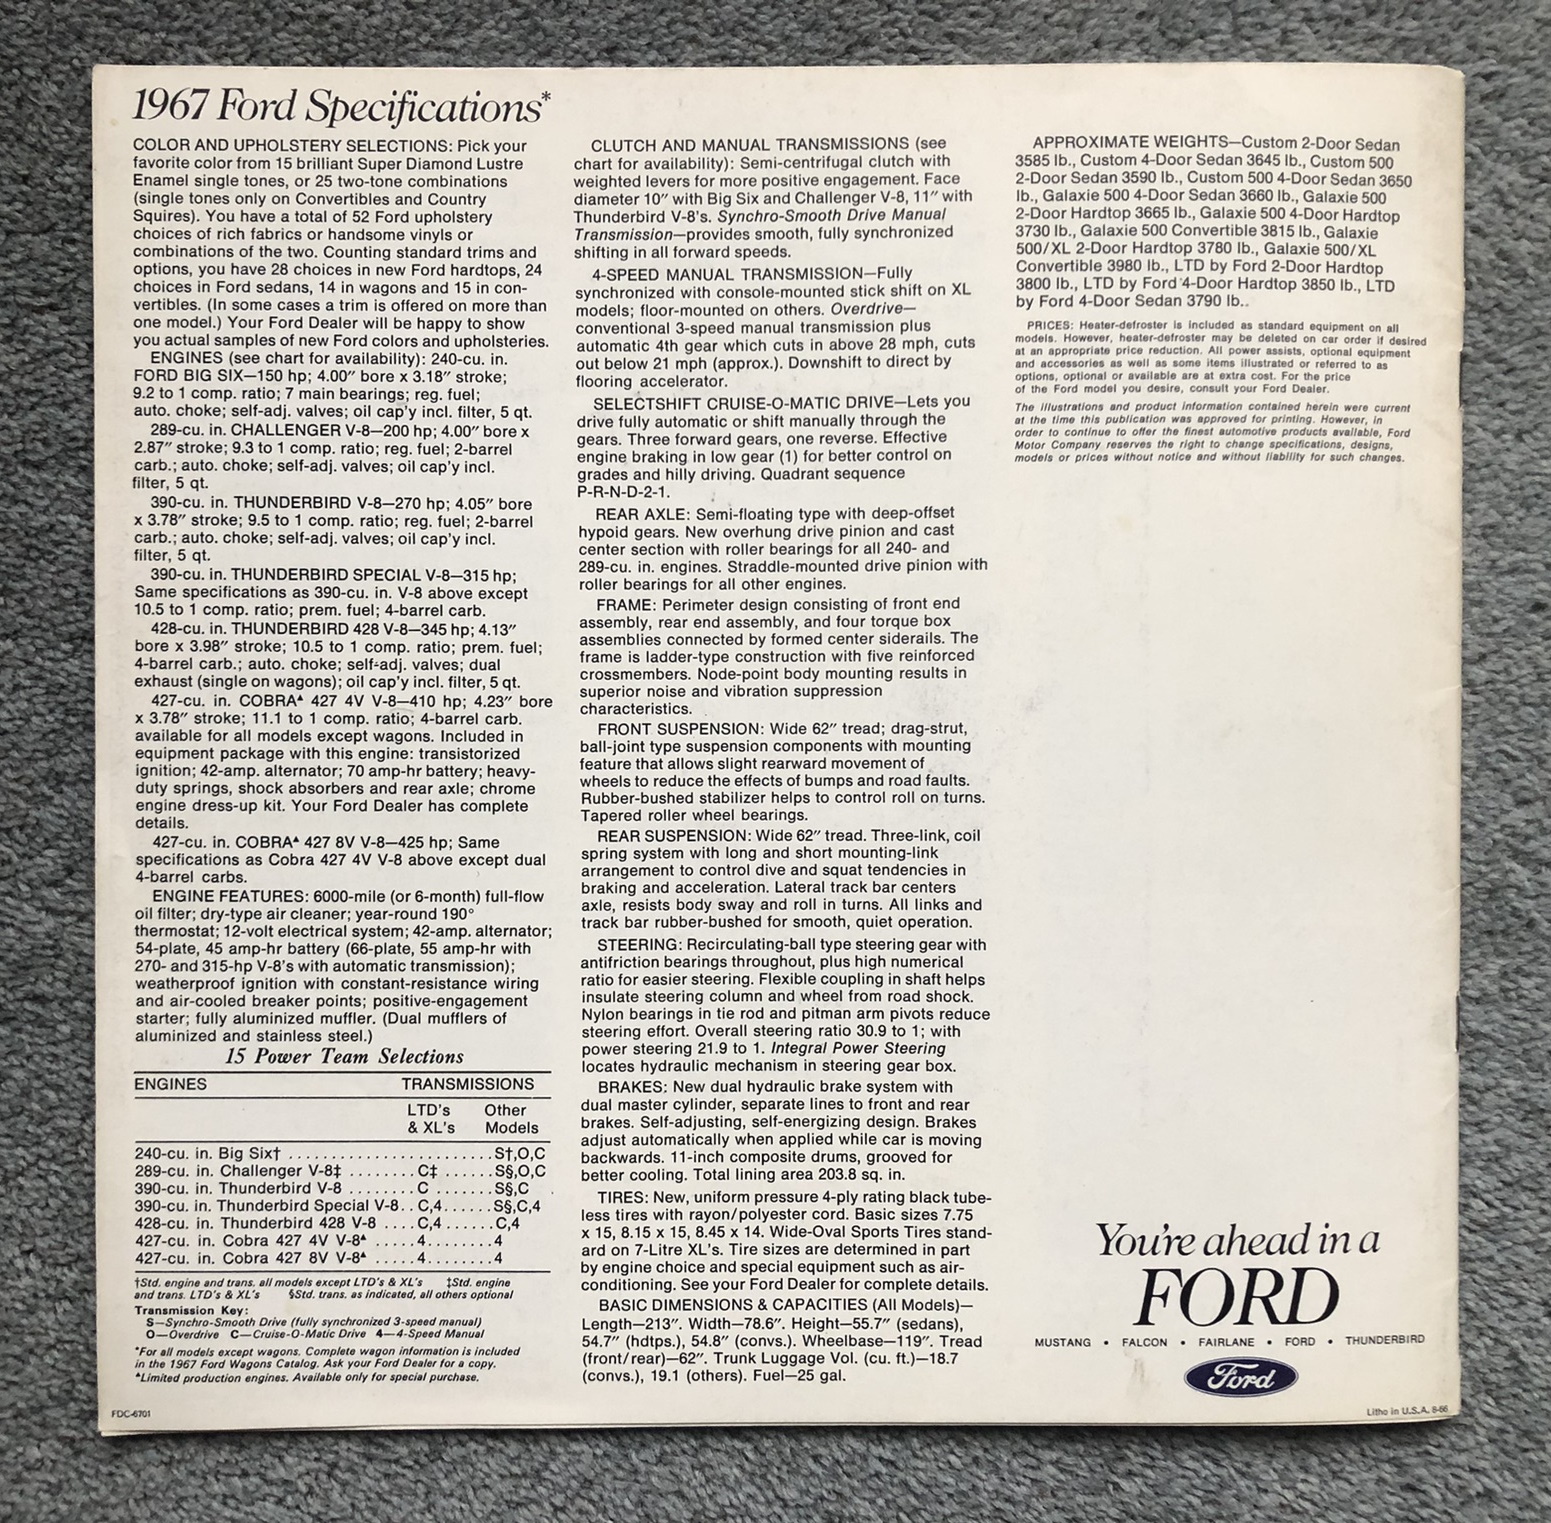 1967 Ford Specifications*
COLOR AND UPHOLSTERY SELECTIONS: Pick your
favorite color from 15 brilliant Super Diamond Lustre
Enamel single tones, or 25 two-tone combinations
(single tones only on Convertibles and Country
Squires). You have a total of 52 Ford upholstery
choices of rich fabrics or handsome vinyls or
combinations of the two. Counting standard trims and
options, you have 28 choices in new Ford hardtops, 24
choices in Ford sedans, 14 in wagons and 15 in con-
vertibles. (In some cases a trim is offered on more than
one model.) Your Ford Dealer will be happy to show
you actual samples of new Ford colors and upholsteries.
ENGINES (see chart for availability): 240-cu. in.
FORD BIG SIX—150 hp; 4.00″ bore x 3.18″ stroke;
9.2 to 1 comp. ratio; 7 main bearings; reg. fuel;
auto. choke; self-adj. valves; oil cap'y incl. filter, 5 qt.
289-cu. in. CHALLENGER V-8—200 hp; 4.00″ bore x
2.87″ stroke; 9.3 to 1 comp. ratio; reg. fuel; 2-barrel
carb.; auto. choke; self-adj. valves; oil cap'y incl.
filter, 5 qt.
390-cu. in. THUNDERBIRD V-8—270 hp; 4.05″ bore
x 3.78″ stroke; 9.5 to 1 comp. ratio; reg. fuel; 2-barrel
carb.; auto. choke; self-adj. valves; oil cap'y incl.
filter, 5 qt.
390-cu. in. THUNDERBIRD SPECIAL V-8—315 hp;
Same specifications as 390-cu. in. V-8 above except
10.5 to 1 comp. ratio; prem. fuel; 4-barrel carb.
428-cu. in. THUNDERBIRD 428 V-8—345 hp; 4.13″
bore x 3.98″ stroke; 10.5 to 1 comp. ratio; prem. fuel;
4-barrel carb.; auto. choke; self-adj. valves; dual
exhaust (single on wagons); oil cap'y incl. filter, 5 qt.
427-cu. in. COBRA▲ 427 4V V-8—410 hp; 4.23″ bore
x 3.78″ stroke; 11.1 to 1 comp. ratio; 4-barrel carb.
available for all models except wagons. Included in
equipment package with this engine: transistorized
ignition; 42-amp. alternator; 70 amp-hr battery; heavy-
duty springs, shock absorbers and rear axle; chrome
engine dress-up kit. Your Ford Dealer has complete
details.
427-cu. in. COBRA▲ 427 8V V-8—425 hp; Same
specifications as Cobra 427 4V V-8 above except dual
4-barrel carbs.
ENGINE FEATURES: 6000-mile (or 6-month) full-flow
oil filter; dry-type air cleaner; year-round 190°
thermostat; 12-volt electrical system; 42-amp. alternator;
54-plate, 45 amp-hr battery (66-plate, 55 amp-hr with
270- and 315-hp V-8's with automatic transmission);
weatherproof ignition with constant-resistance wiring
and air-cooled breaker points; positive-engagement
starter; fully aluminized muffler. (Dual mufflers of
aluminized and stainless steel.)
15 Power Team Selections
ENGINES TRANSMISSIONS
LTD's Other
& XL's Models
240-cu. in. Big Six† ........................S†,O,C
289-cu. in. Challenger V-8‡ ........C‡ ......S§,O,C
390-cu. in. Thunderbird V-8 ........C .......S§,C
390-cu. in. Thunderbird Special V-8..C,4......S§,C,4
428-cu. in. Thunderbird 428 V-8 ....C,4......C,4
427-cu. in. Cobra 427 4V V-8▲ .....4........4
427-cu. in. Cobra 427 8V V-8▲ .....4........4
†Std. engine and trans. all models except LTD's & XL's ‡Std. engine
and trans. LTD's & XL's §Std. trans. as indicated, all others optional
Transmission Key:
S—Synchro-Smooth Drive (fully synchronized 3-speed manual)
O—Overdrive C—Cruise-O-Matic Drive 4—4-Speed Manual
*For all models except wagons. Complete wagon information is included
in the 1967 Ford Wagons Catalog. Ask your Ford Dealer for a copy.
▲Limited production engines. Available only for special purchase.
FDC-6701
CLUTCH AND MANUAL TRANSMISSIONS (see
chart for availability): Semi-centrifugal clutch with
weighted levers for more positive engagement. Face
diameter 10″ with Big Six and Challenger V-8, 11″ with
Thunderbird V-8's. Synchro-Smooth Drive Manual
Transmission—provides smooth, fully synchronized
shifting in all forward speeds.
4-SPEED MANUAL TRANSMISSION—Fully
synchronized with console-mounted stick shift on XL
models; floor-mounted on others. Overdrive—
conventional 3-speed manual transmission plus
automatic 4th gear which cuts in above 28 mph, cuts
out below 21 mph (approx.). Downshift to direct by
flooring accelerator.
SELECTSHIFT CRUISE-O-MATIC DRIVE—Lets you
drive fully automatic or shift manually through the
gears. Three forward gears, one reverse. Effective
engine braking in low gear (1) for better control on
grades and hilly driving. Quadrant sequence
P-R-N-D-2-1.
REAR AXLE: Semi-floating type with deep-offset
hypoid gears. New overhung drive pinion and cast
center section with roller bearings for all 240- and
289-cu. in. engines. Straddle-mounted drive pinion with
roller bearings for all other engines.
FRAME: Perimeter design consisting of front end
assembly, rear end assembly, and four torque box
assemblies connected by formed center siderails. The
frame is ladder-type construction with five reinforced
crossmembers. Node-point body mounting results in
superior noise and vibration suppression
characteristics.
FRONT SUSPENSION: Wide 62″ tread; drag-strut,
ball-joint type suspension components with mounting
feature that allows slight rearward movement of
wheels to reduce the effects of bumps and road faults.
Rubber-bushed stabilizer helps to control roll on turns.
Tapered roller wheel bearings.
REAR SUSPENSION: Wide 62″ tread. Three-link, coil
spring system with long and short mounting-link
arrangement to control dive and squat tendencies in
braking and acceleration. Lateral track bar centers
axle, resists body sway and roll in turns. All links and
track bar rubber-bushed for smooth, quiet operation.
STEERING: Recirculating-ball type steering gear with
antifriction bearings throughout, plus high numerical
ratio for easier steering. Flexible coupling in shaft helps
insulate steering column and wheel from road shock.
Nylon bearings in tie rod and pitman arm pivots reduce
steering effort. Overall steering ratio 30.9 to 1; with
power steering 21.9 to 1. Integral Power Steering
locates hydraulic mechanism in steering gear box.
BRAKES: New dual hydraulic brake system with
dual master cylinder, separate lines to front and rear
brakes. Self-adjusting, self-energizing design. Brakes
adjust automatically when applied while car is moving
backwards. 11-inch composite drums, grooved for
better cooling. Total lining area 203.8 sq. in.
TIRES: New, uniform pressure 4-ply rating black tube-
less tires with rayon/polyester cord. Basic sizes 7.75
x 15, 8.15 x 15, 8.45 x 14. Wide-Oval Sports Tires stand-
ard on 7-Litre XL's. Tire sizes are determined in part
by engine choice and special equipment such as air-
conditioning. See your Ford Dealer for complete details.
BASIC DIMENSIONS & CAPACITIES (All Models)—
Length—213″. Width—78.6″. Height—55.7″ (sedans),
54.7″ (hdtps.), 54.8″ (convs.). Wheelbase—119″. Tread
(front/rear)—62″. Trunk Luggage Vol. (cu. ft.)—18.7
(convs.), 19.1 (others). Fuel—25 gal.
APPROXIMATE WEIGHTS—Custom 2-Door Sedan
3585 lb., Custom 4-Door Sedan 3645 lb., Custom 500
2-Door Sedan 3590 lb., Custom 500 4-Door Sedan 3650
lb., Galaxie 500 4-Door Sedan 3660 lb., Galaxie 500
2-Door Hardtop 3665 lb., Galaxie 500 4-Door Hardtop
3730 lb., Galaxie 500 Convertible 3815 lb., Galaxie
500/XL 2-Door Hardtop 3780 lb., Galaxie 500/XL
Convertible 3980 lb., LTD by Ford 2-Door Hardtop
3800 lb., LTD by Ford 4-Door Hardtop 3850 lb., LTD
by Ford 4-Door Sedan 3790 lb.
PRICES: Heater-defroster is included as standard equipment on all
models. However, heater-defroster may be deleted on car order if desired
at an appropriate price reduction. All power assists, optional equipment
and accessories as well as some items illustrated or referred to as
options, optional or available are at extra cost. For the price
of the Ford model you desire, consult your Ford Dealer.
The illustrations and product information contained herein were current
at the time this publication was approved for printing. However, in
order to continue to offer the finest automotive products available, Ford
Motor Company reserves the right to change specifications, designs,
models or prices without notice and without liability for such changes.
You're ahead in a
FORD
MUSTANG • FALCON • FAIRLANE • FORD • THUNDERBIRD
Ford
Litho in U.S.A. 8-66